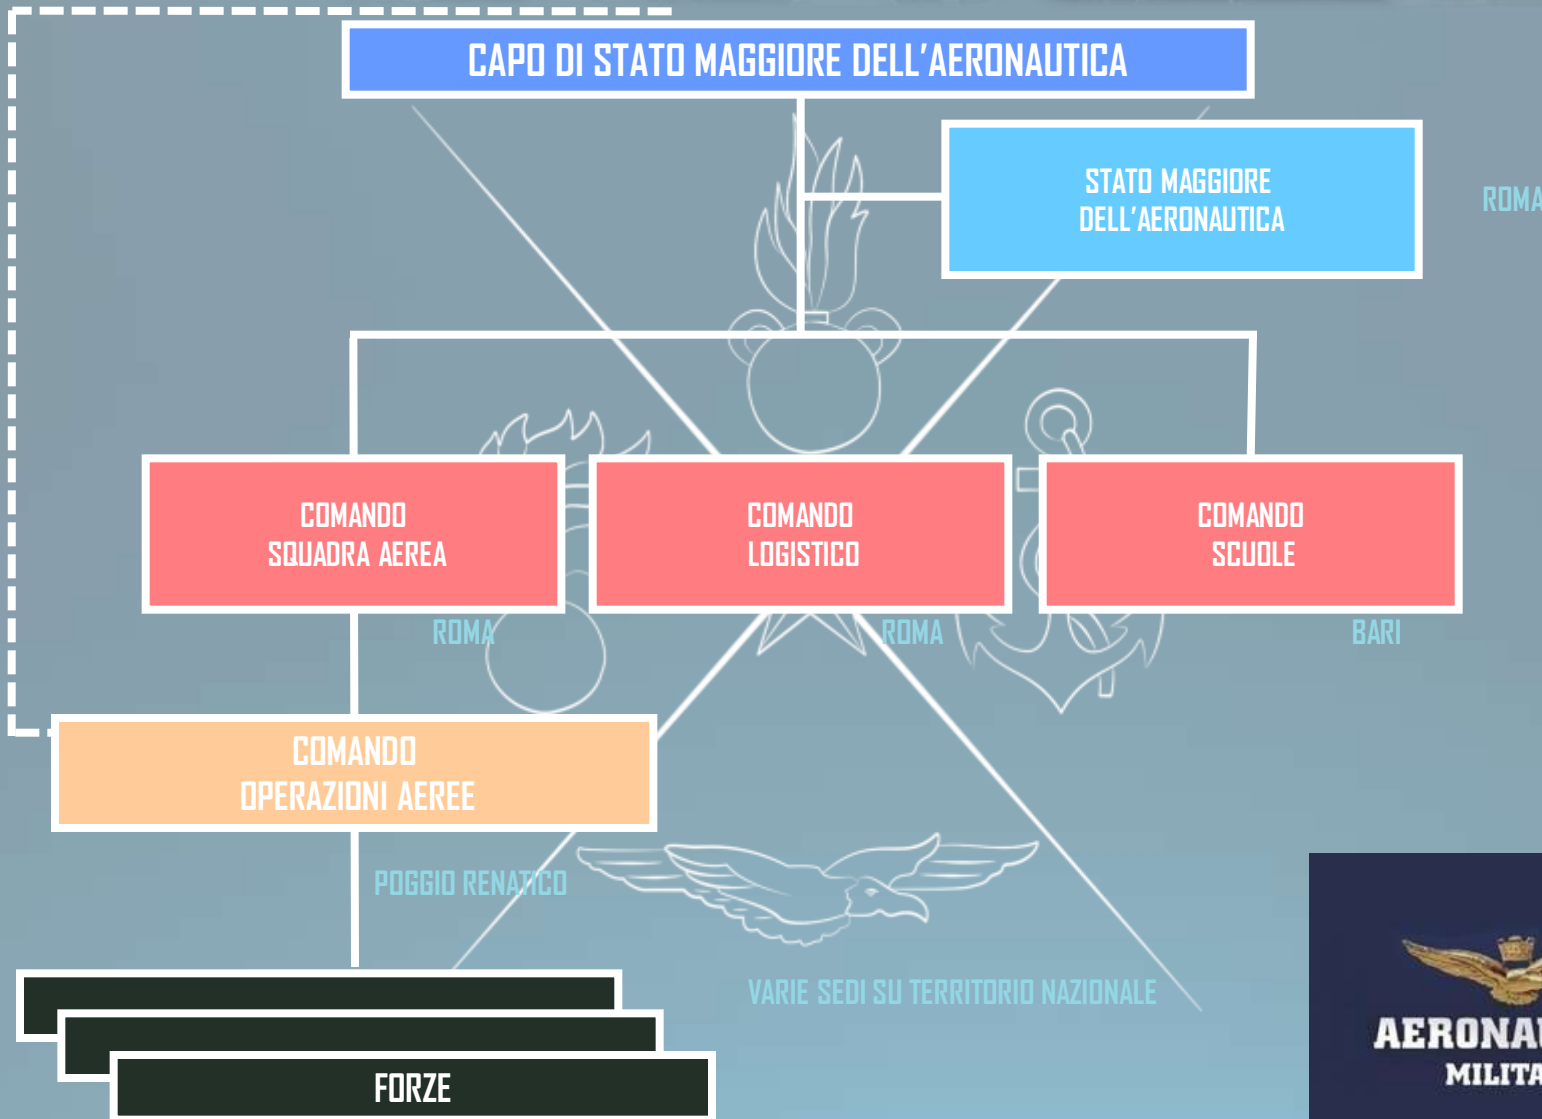 CAPO DI STATO MAGGIORE DELL'AERONAUTICA
STATO MAGGIORE
DELL'AERONAUTICA
ROMA
COMANDO
SQUADRA AEREA
COMANDO
LOGISTICO
COMANDO
SCUOLE
ROMA
ROMA
BARI
COMANDO
OPERAZIONI AEREE
POGGIO RENATICO
VARIE SEDI SU TERRITORIO NAZIONALE
FORZE